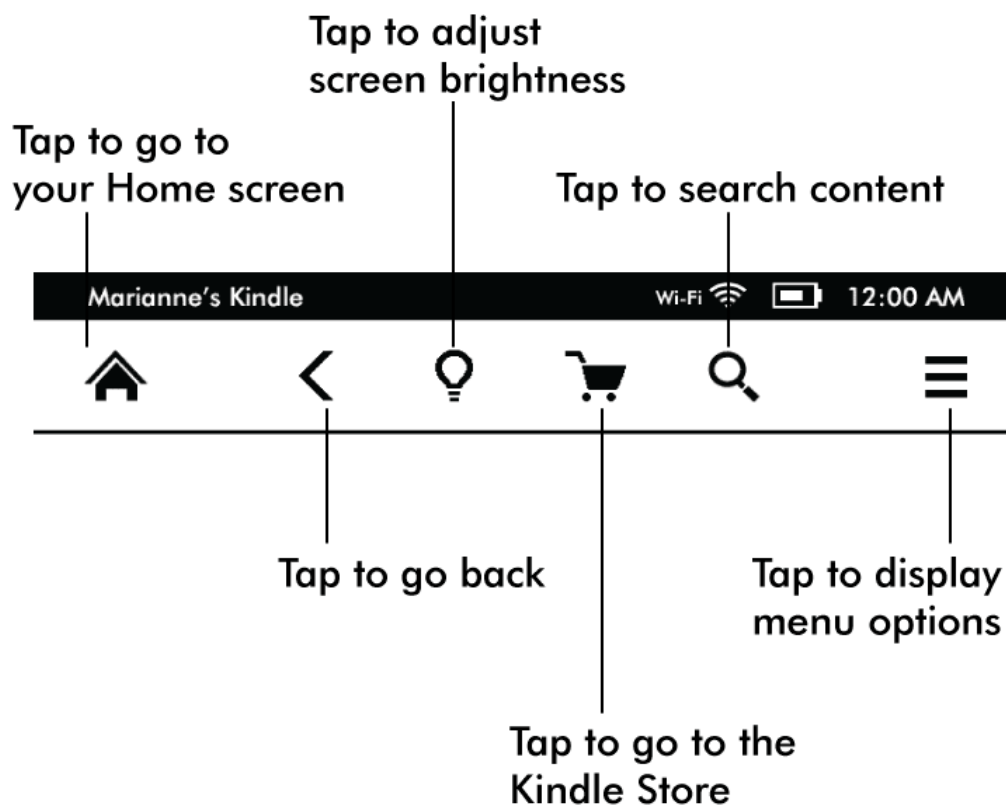 Tap to adjust
screen brightness
Tap to go to
your Home screen
Tap to search content
Marianne's Kindle
Wi-Fi
12:00 AM
Tap to go back
Tap to display
menu options
Tap to go to the
Kindle Store